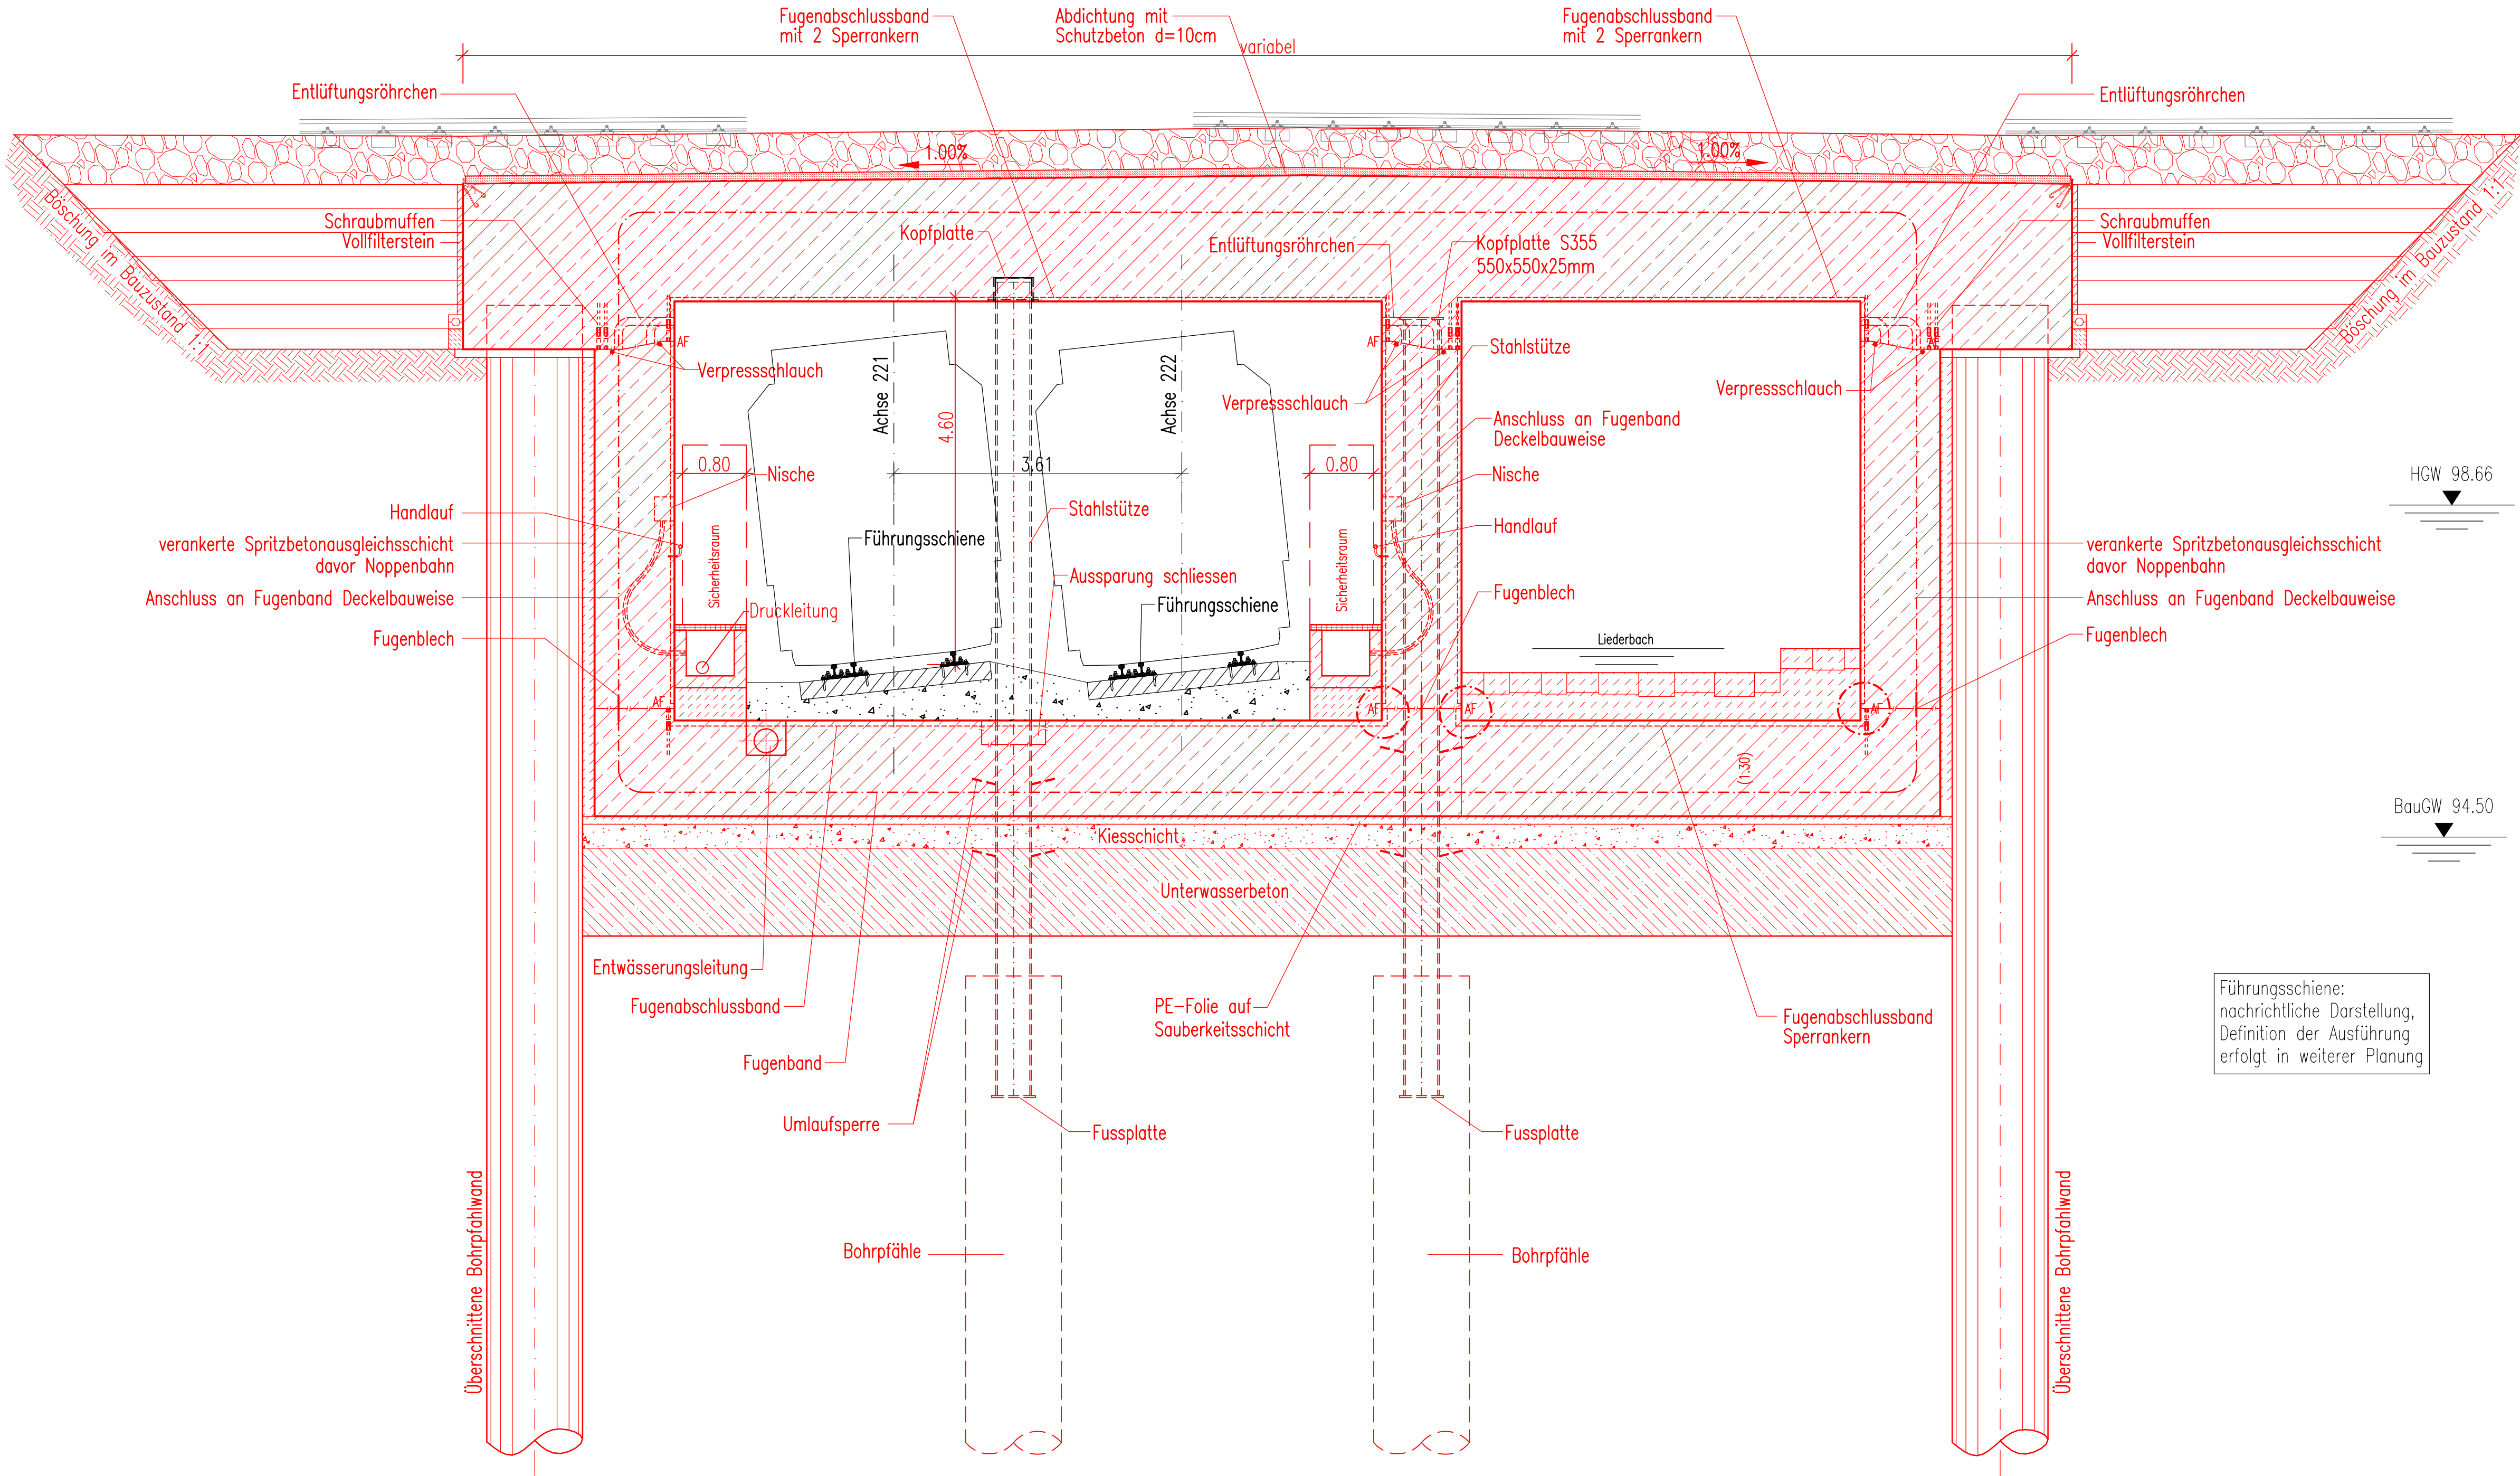 Fugenabschlussband
mit 2 Sperrankern
Abdichtung mit
Schutzbeton d=10cm
variabel
Fugenabschlussband
mit 2 Sperrankern
Entlüftungsröhrchen
Entlüftungsröhrchen
1.00%
1.00%
Böschung im Bauzustand 1:1
Böschung im Bauzustand 1:1
Schraubmuffen
Vollfilterstein
Kopfplatte
Entlüftungsröhrchen
Kopfplatte S355
550x550x25mm
Schraubmuffen
Vollfilterstein
AF
AF
AF
Verpressschlauch
Achse 221
4.60
Achse 222
Verpressschlauch
Stahlstütze
Verpressschlauch
Anschluss an Fugenband
Deckelbauweise
0.80
3.61
0.80
Nische
Nische
HGW 98.66
Handlauf
Stahlstütze
Handlauf
verankerte Spritzbetonausgleichsschicht
davor Noppenbahn
Führungsschiene
Sicherheitsraum
Sicherheitsraum
verankerte Spritzbetonausgleichsschicht
davor Noppenbahn
Aussparung schliessen
Anschluss an Fugenband Deckelbauweise
Druckleitung
Führungsschiene
Fugenblech
Anschluss an Fugenband Deckelbauweise
Fugenblech
Liederbach
Fugenblech
AF
AF
AF
AF
(1.30)
BauGW 94.50
Kiesschicht
Unterwasserbeton
Entwässerungsleitung
Fugenabschlussband
PE-Folie auf
Sauberkeitsschicht
Fugenabschlussband
Sperrankern
Führungsschiene:
nachrichtliche Darstellung,
Definition der Ausführung
erfolgt in weiterer Planung
Fugenband
Umlaufsperre
Fussplatte
Fussplatte
Überschnittene Bohrpfahlwand
Bohrpfähle
Bohrpfähle
Überschnittene Bohrpfahlwand